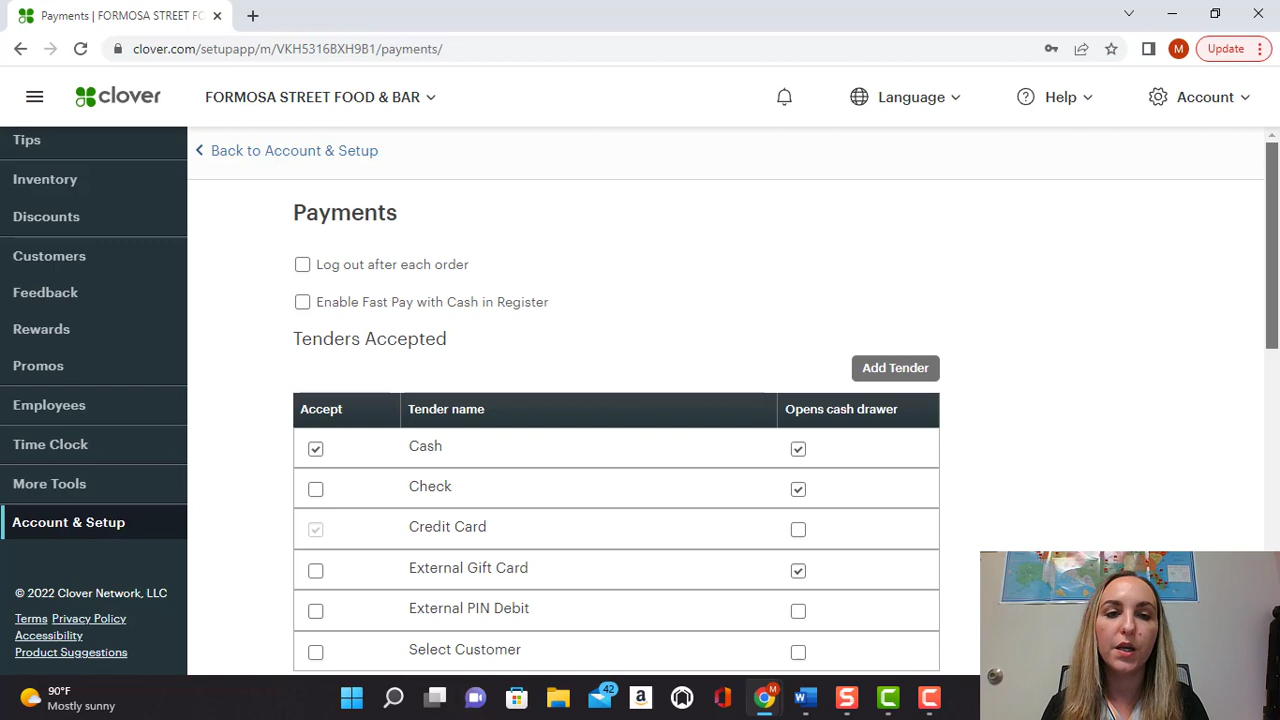 Payments | FORMOSA STREET FO
clover.com/setupapp/m/VKH5316BXH9B1/payments/
M
Update
clover
FORMOSA STREET FOOD & BAR
Language
Help
Account
Tips
Inventory
Discounts
Customers
Feedback
Rewards
Promos
Employees
Time Clock
More Tools
Account & Setup
© 2022 Clover Network, LLC
Terms Privacy Policy
Accessibility
Product Suggestions
Back to Account & Setup
Payments
Log out after each order
Enable Fast Pay with Cash in Register
Tenders Accepted
Add Tender
Accept Tender name Opens cash drawer
Cash
Check
Credit Card
External Gift Card
External PIN Debit
Select Customer
90°F
Mostly sunny
42
M